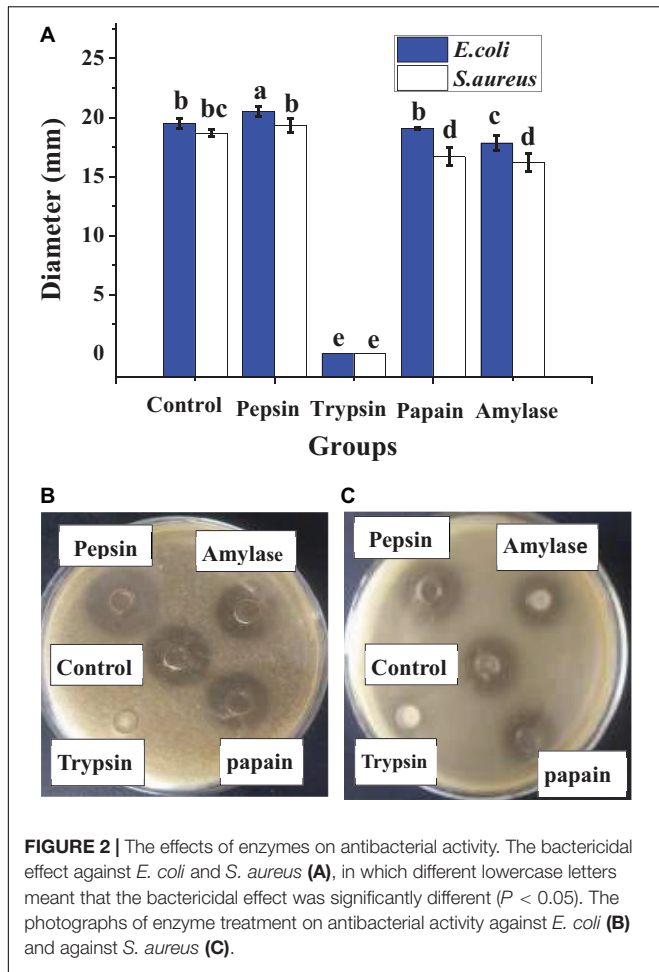 A
E.coli
S.aureus
25
20
15
10
5
0
Diameter (mm)
b bc a b e e b d c d
Control Pepsin Trypsin Papain Amylase
Groups
B
Pepsin Amylase
Control
Trypsin papain
C
Pepsin Amylase
Control
Trypsin papain
FIGURE 2 | The effects of enzymes on antibacterial activity. The bactericidal
effect against E. coli and S. aureus (A), in which different lowercase letters
meant that the bactericidal effect was significantly different (P < 0.05). The
photographs of enzyme treatment on antibacterial activity against E. coli (B)
and against S. aureus (C).